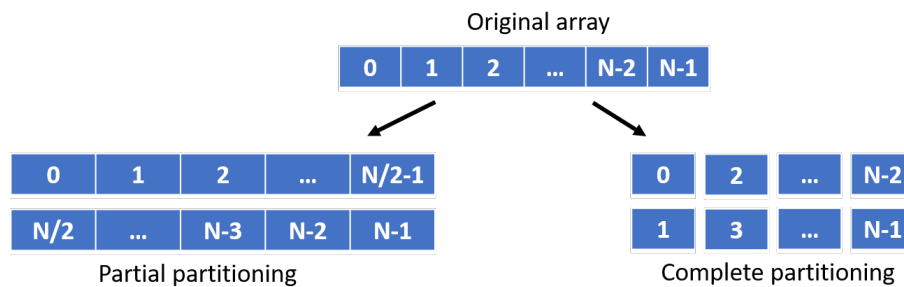 Original array
0 1 2 ... N-2 N-1
0 1 2 ... N/2-1
N/2 ... N-3 N-2 N-1
Partial partitioning
0 2 ... N-2
1 3 ... N-1
Complete partitioning